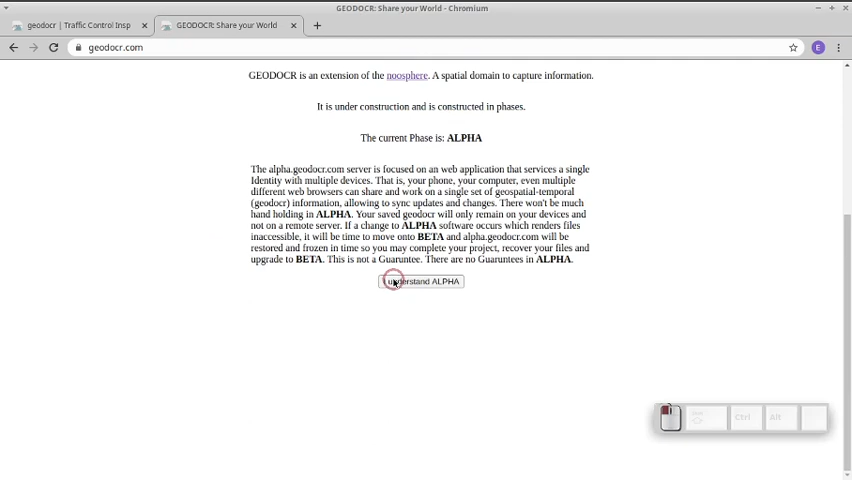 GEODOCR: Share your World - Chromium
geodocr | Traffic Control Insp
GEODOCR: Share your World
geodocr.com
E
GEODOCR is an extension of the noosphere. A spatial domain to capture information.
It is under construction and is constructed in phases.
The current Phase is: ALPHA
The alpha.geodocr.com server is focused on an web application that services a single
Identity with multiple devices. That is, your phone, your computer, even multiple
different web browsers can share and work on a single set of geospatial-temporal
(geodocr) information, allowing to sync updates and changes. There won't be much
hand holding in ALPHA. Your saved geodocr will only remain on your devices and
not on a remote server. If a change to ALPHA software occurs which renders files
inaccessible, it will be time to move onto BETA and alpha.geodocr.com will be
restored and frozen in time so you may complete your project, recover your files and
upgrade to BETA. This is not a Guaruntee. There are no Guaruntees in ALPHA.
I understand ALPHA
Ctrl
Alt